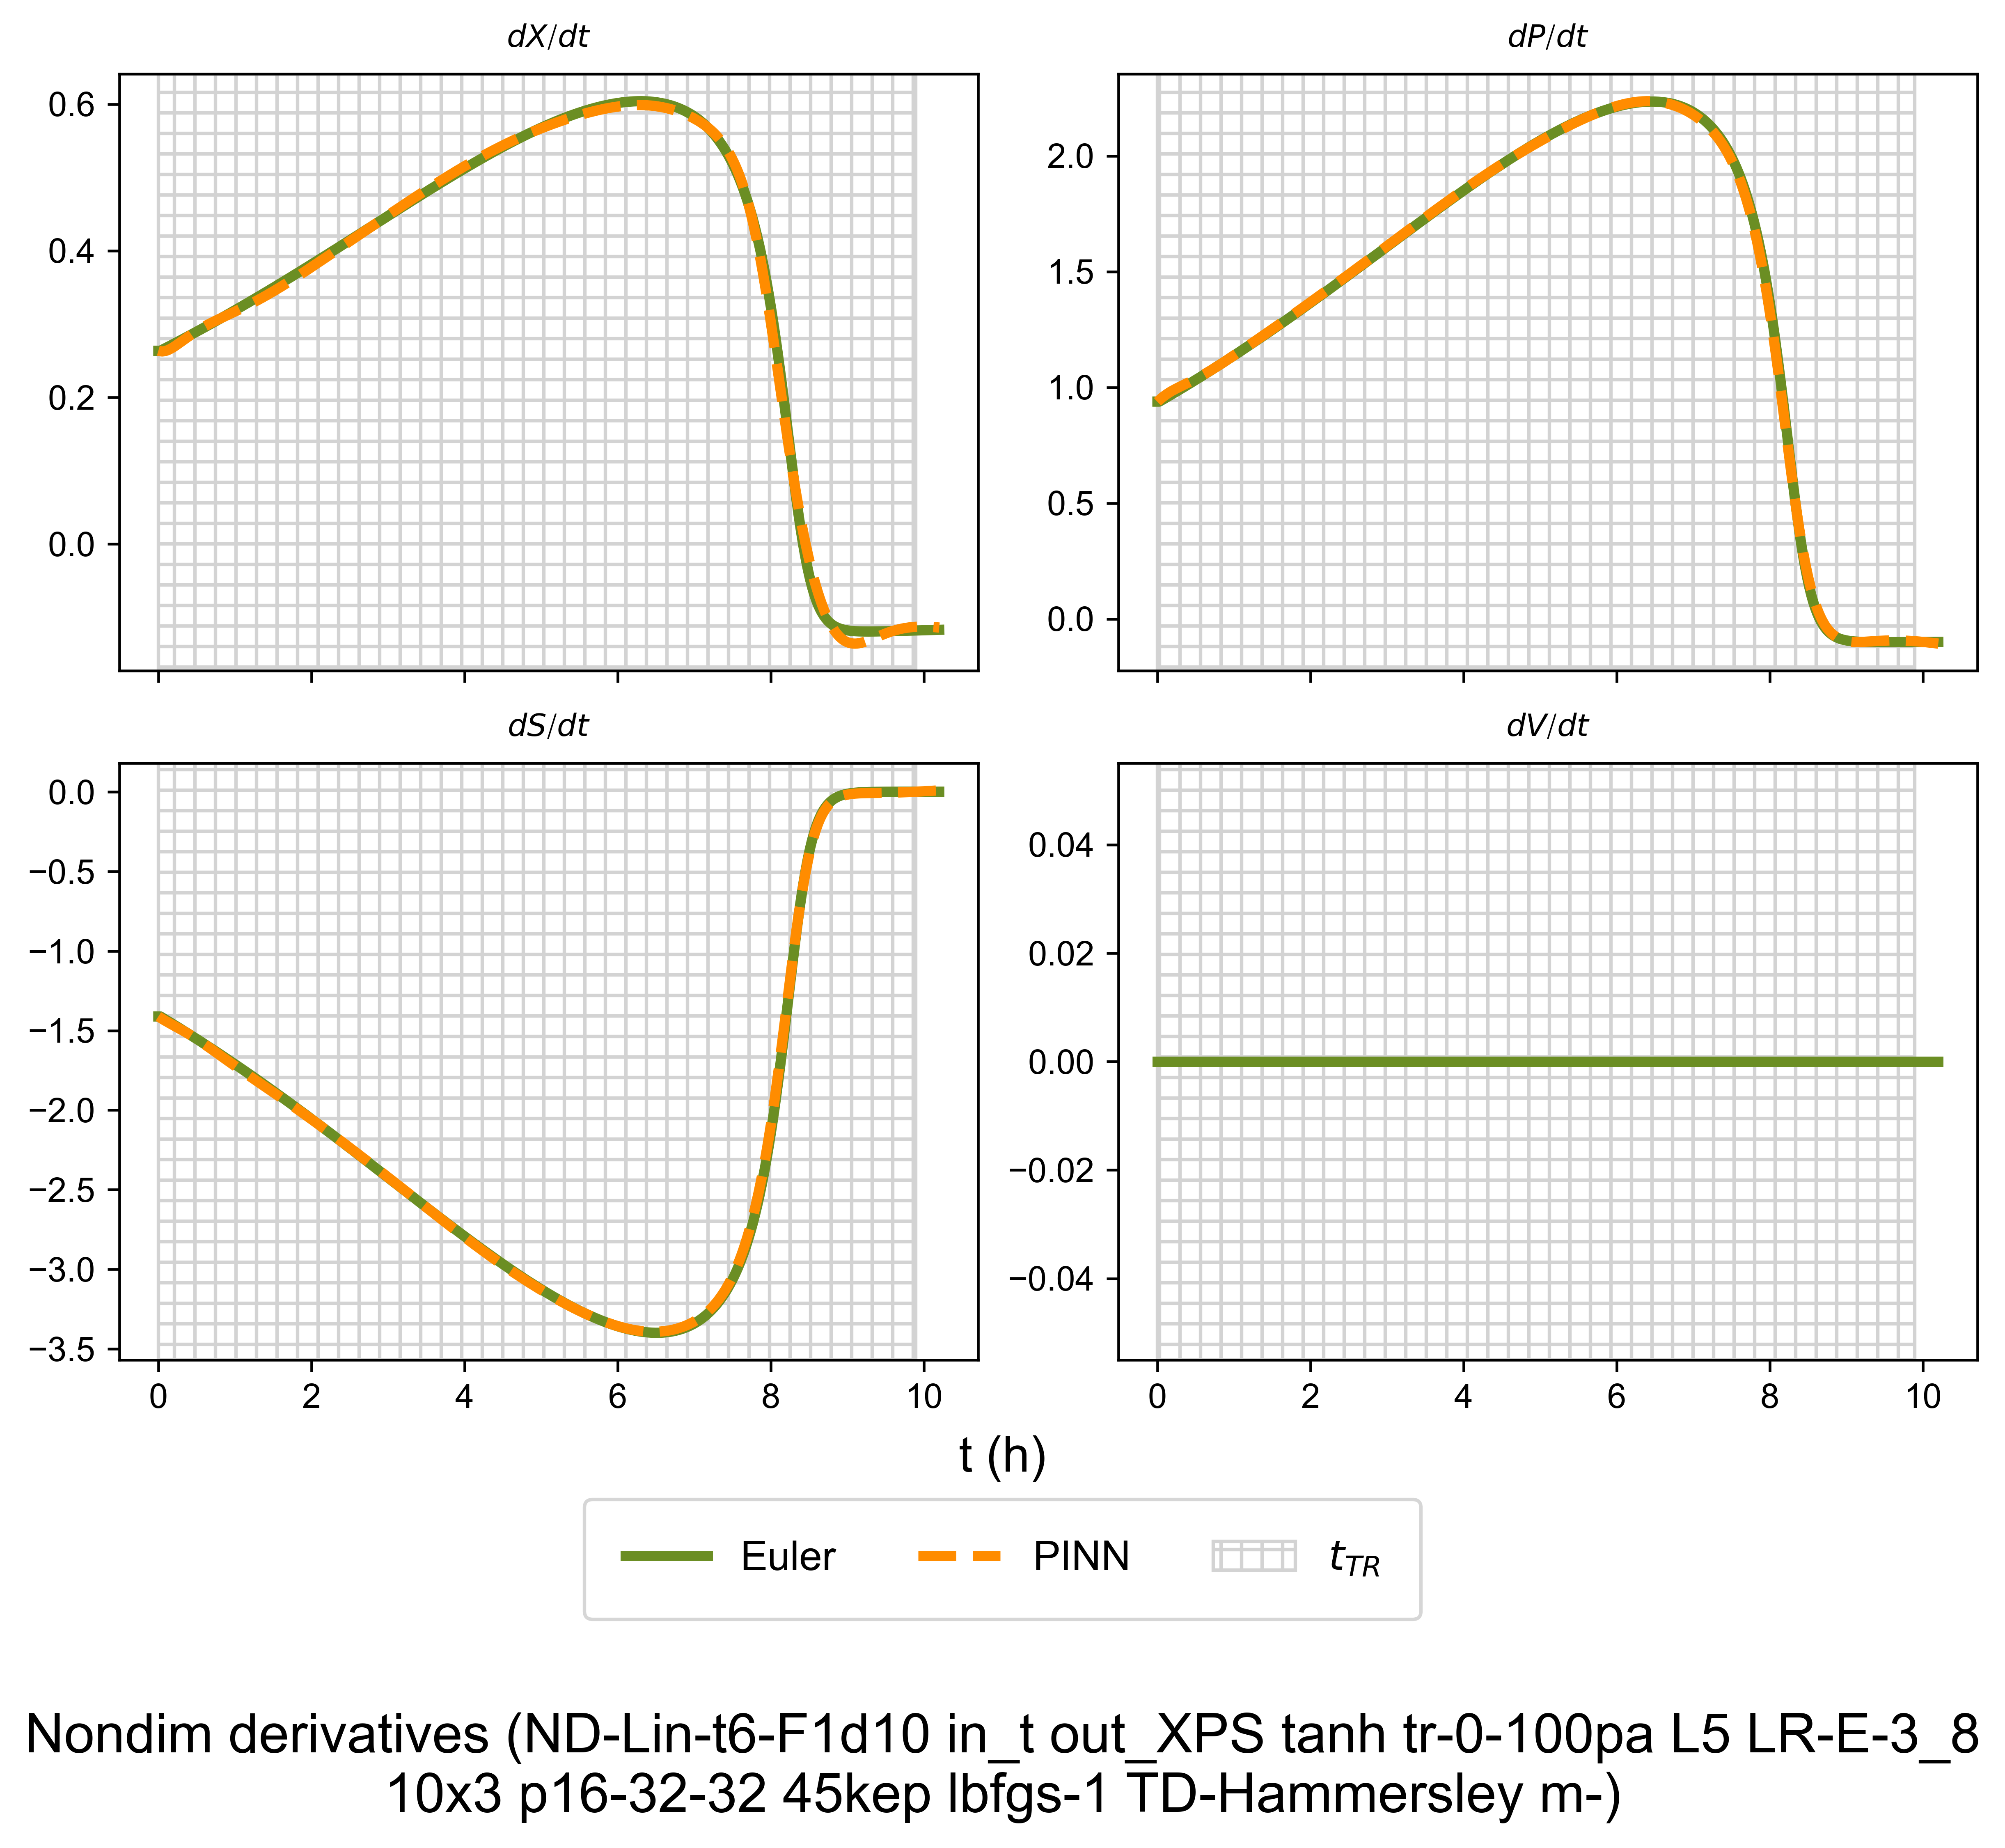 dX/dt
dP/dt
0.6
0.4
0.2
0.0
2.0
1.5
1.0
0.5
0.0
dS/dt
dV/dt
0.0
−0.5
−1.0
−1.5
−2.0
−2.5
−3.0
−3.5
0.04
0.02
0.00
−0.02
−0.04
0 2 4 6 8 10
0 2 4 6 8 10
t (h)
Euler PINN t_TR
Nondim derivatives (ND-Lin-t6-F1d10 in_t out_XPS tanh tr-0-100pa L5 LR-E-3_8
10x3 p16-32-32 45kep lbfgs-1 TD-Hammersley m-)